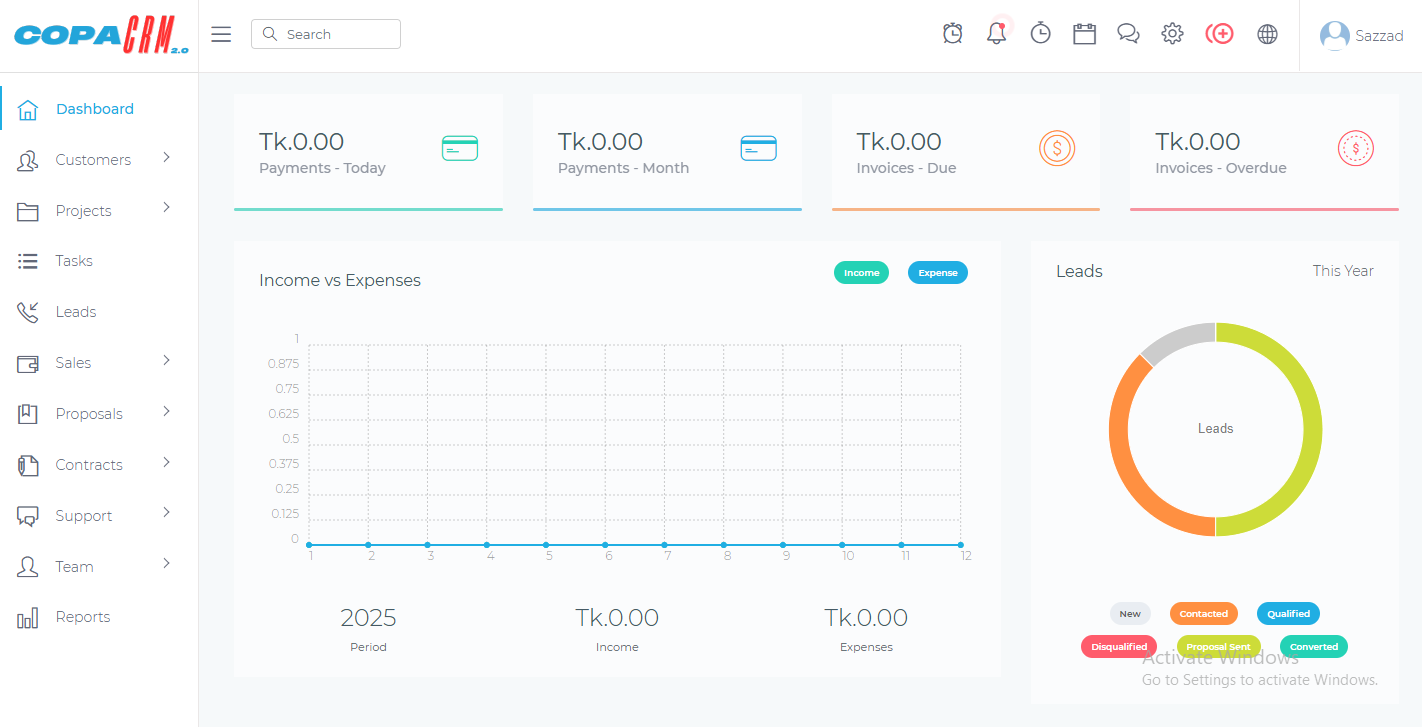 COPACRM2.0
Search
Sazzad
Dashboard
Customers
Projects
Tasks
Leads
Sales
Proposals
Contracts
Support
Team
Reports
Tk.0.00
Payments - Today
Tk.0.00
Payments - Month
Tk.0.00
Invoices - Due
Tk.0.00
Invoices - Overdue
Income vs Expenses
Income Expense
1
0.875
0.75
0.625
0.5
0.375
0.25
0.125
0
1 2 3 4 5 6 7 8 9 10 11 12
2025
Period
Tk.0.00
Income
Tk.0.00
Expenses
Leads This Year
Leads
New Contacted Qualified
Disqualified Proposal Sent Converted
Activate Windows
Go to Settings to activate Windows.